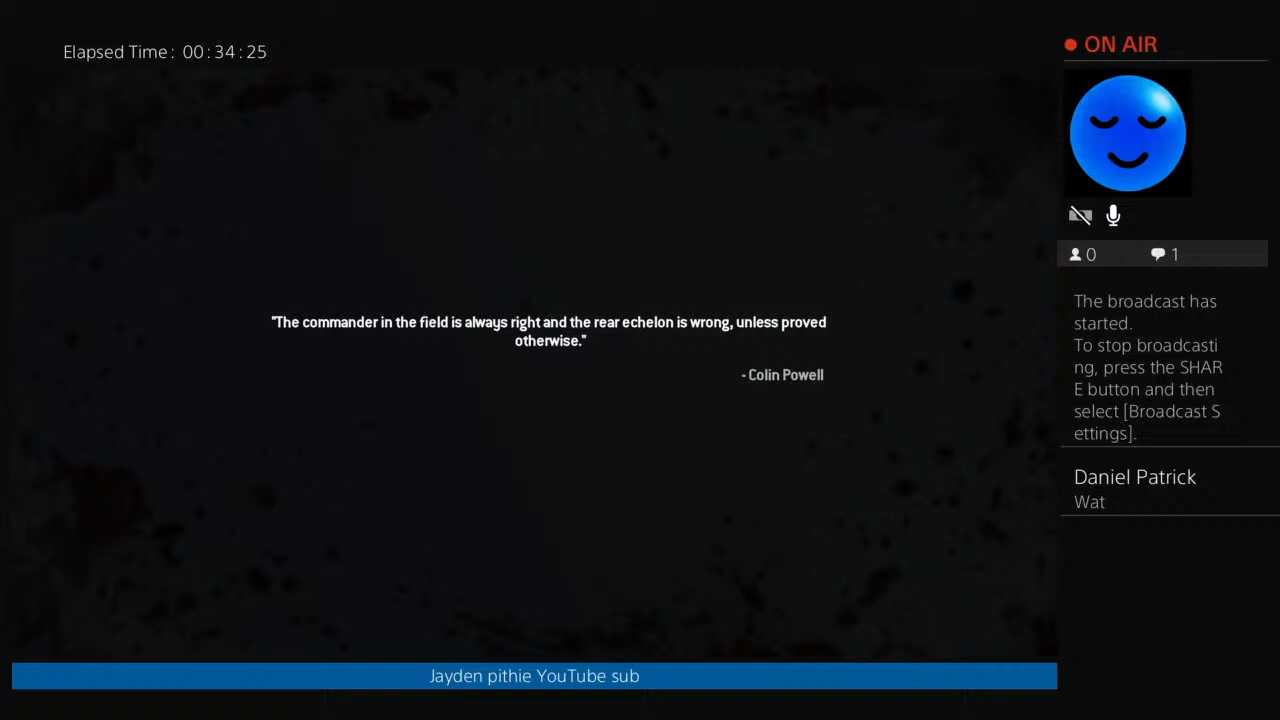 Elapsed Time: 00:34:25
"The commander in the field is always right and the rear echelon is wrong, unless proved
otherwise."
- Colin Powell
Jayden pithie YouTube sub
ON AIR
0 1
The broadcast has
started.
To stop broadcasti
ng, press the SHAR
E button and then
select [Broadcast S
ettings].
Daniel Patrick
Wat